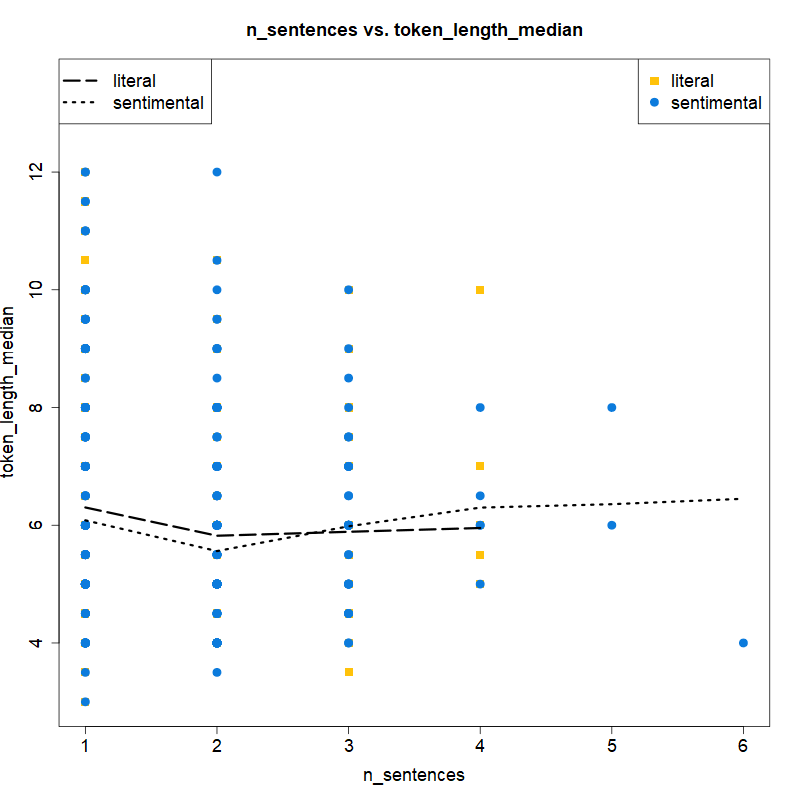 n_sentences vs. token_length_median
literal
sentimental
literal
sentimental
token_length_median
12
10
8
6
4
1 2 3 4 5 6
n_sentences